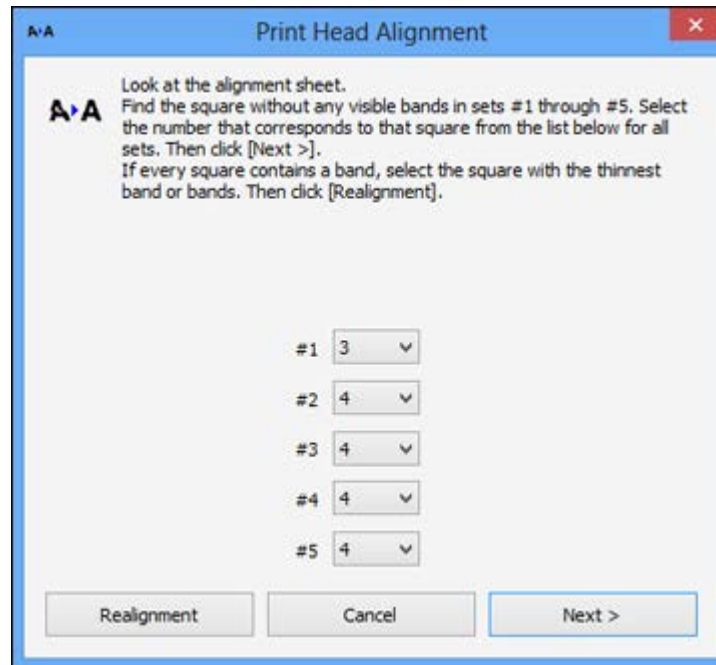 A▸A Print Head Alignment
A▸A
Look at the alignment sheet.
Find the square without any visible bands in sets #1 through #5. Select
the number that corresponds to that square from the list below for all
sets. Then click [Next >].
If every square contains a band, select the square with the thinnest
band or bands. Then click [Realignment].
#1 3
#2 4
#3 4
#4 4
#5 4
Realignment Cancel Next >